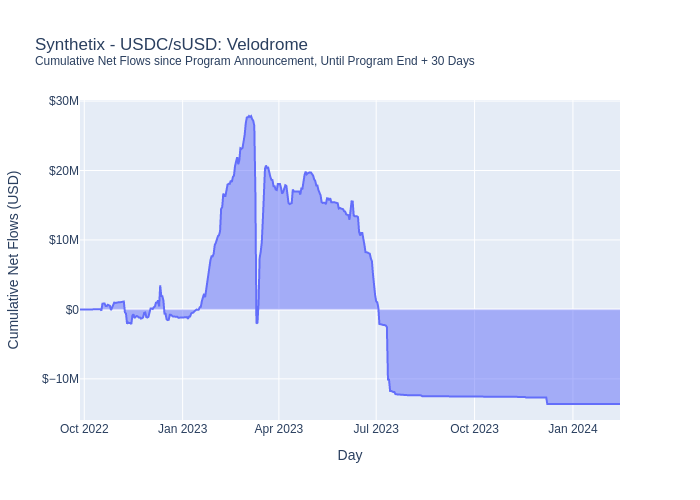 Synthetix - USDC/sUSD: Velodrome
Cumulative Net Flows since Program Announcement, Until Program End + 30 Days
Cumulative Net Flows (USD)
$30M
$20M
$10M
$0
$−10M
Oct 2022 Jan 2023 Apr 2023 Jul 2023 Oct 2023 Jan 2024
Day